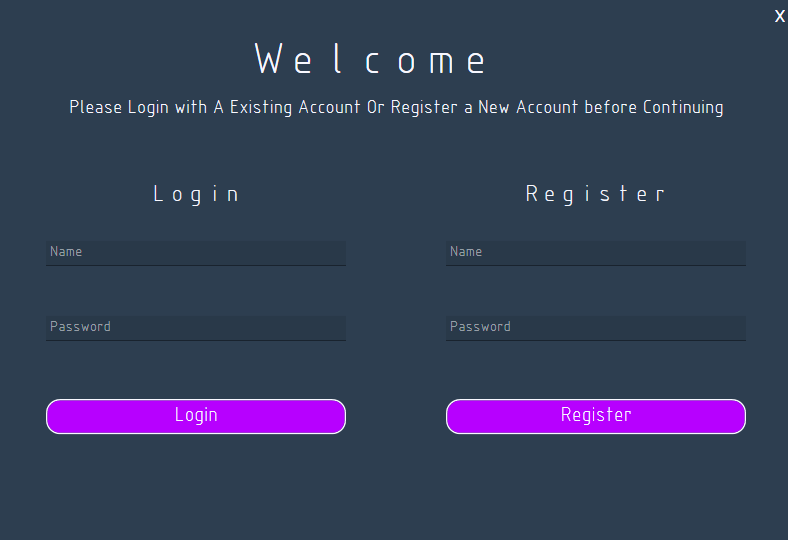 X
Welcome
Please Login with A Existing Account Or Register a New Account before Continuing
Login
Register
Name
Name
Password
Password
Login
Register